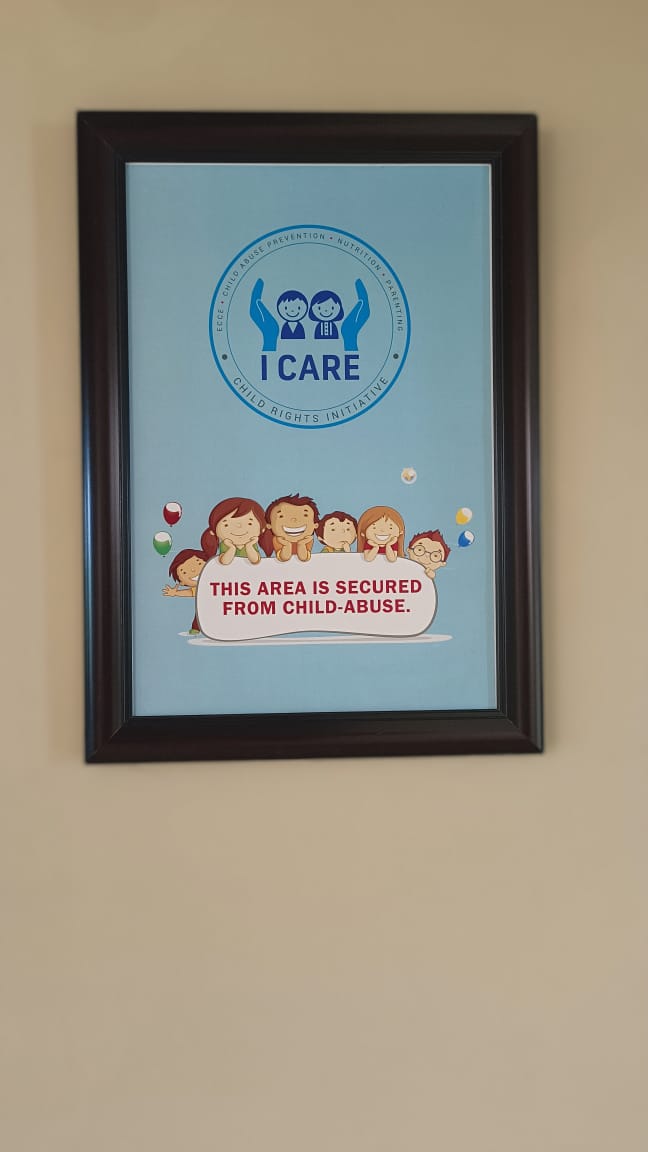 ECCE • CHILD ABUSE PREVENTION • NUTRITION • PARENTING
I CARE
CHILD RIGHTS INITIATIVE
THIS AREA IS SECURED
FROM CHILD-ABUSE.